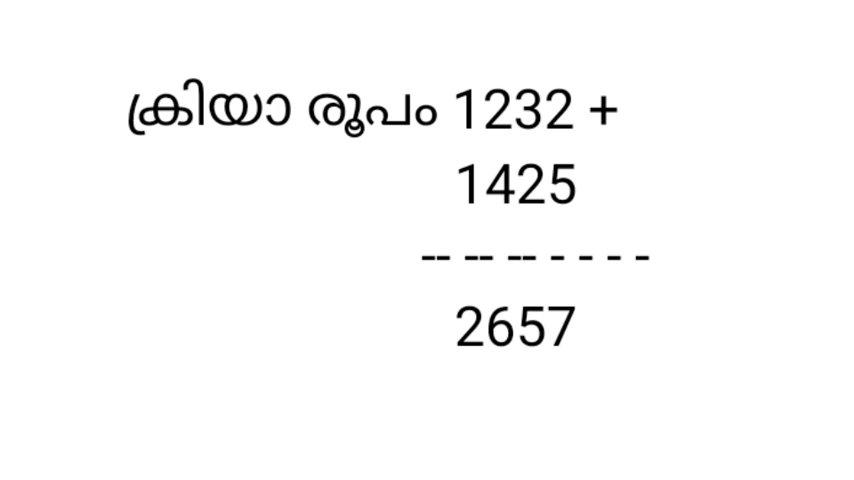 ക്രിയാ രൂപം 1232 +
1425
-- -- -- - - - -
2657